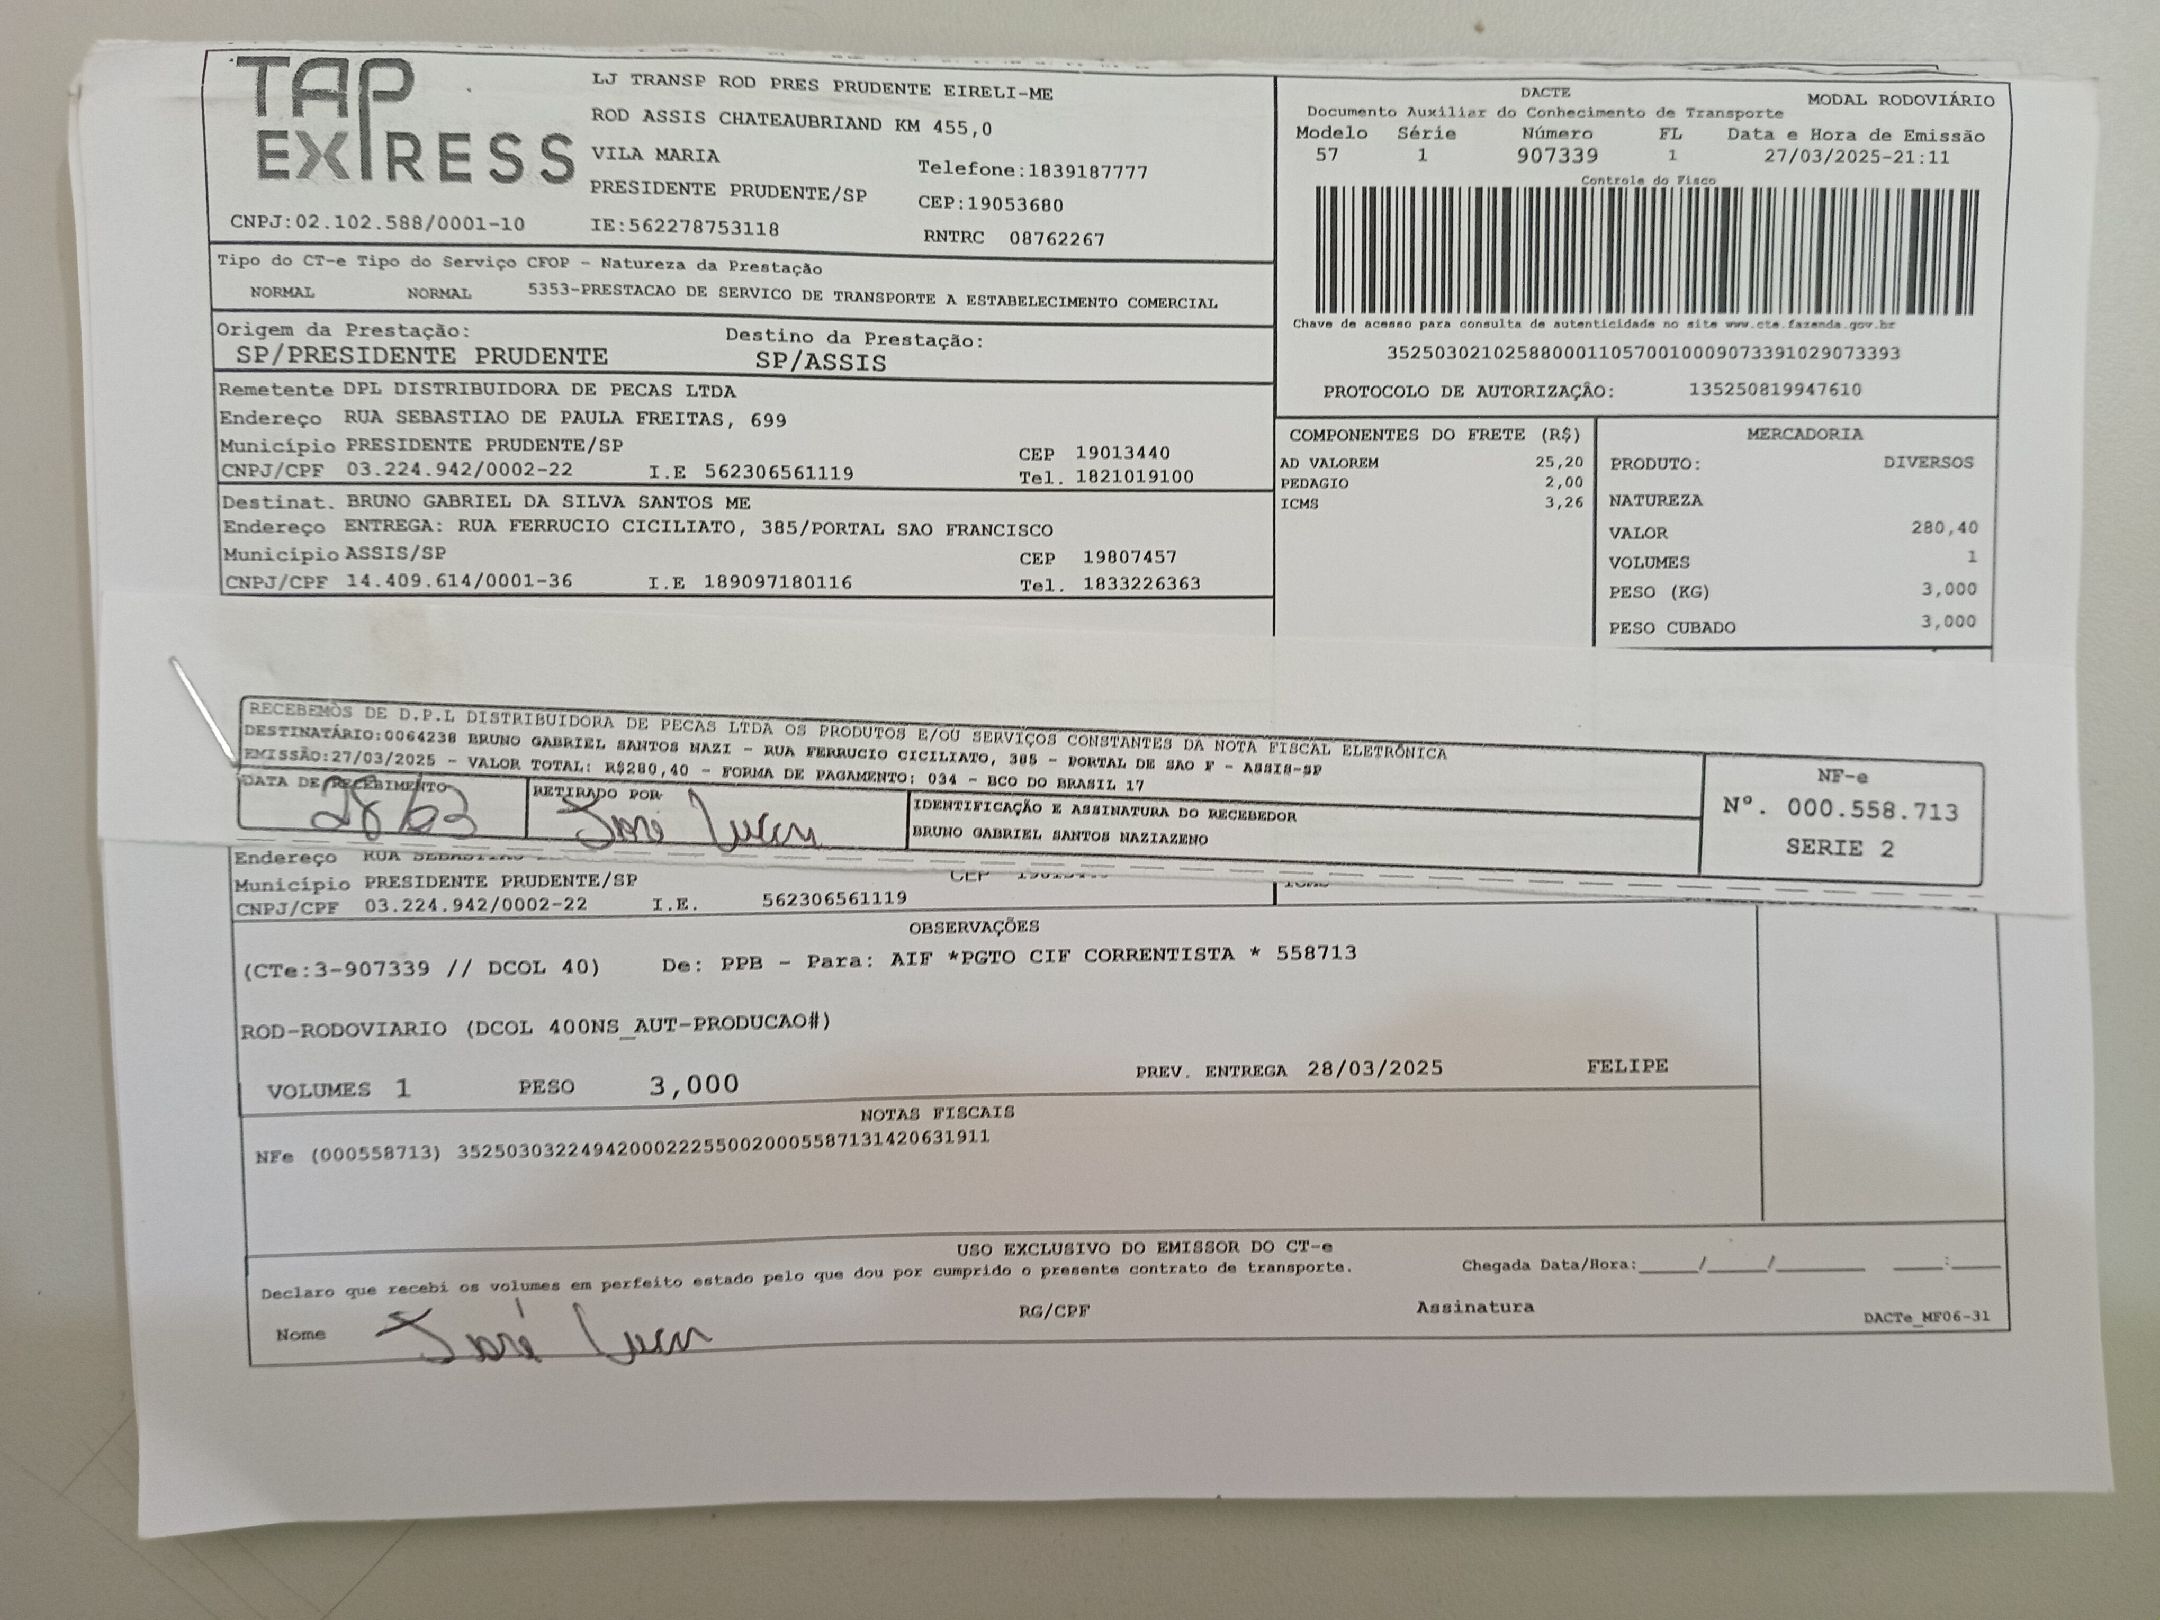 TAP EXPRESS
LJ TRANSP ROD PRES PRUDENTE EIRELI-ME
ROD ASSIS CHATEAUBRIAND KM 455,0
VILA MARIA
Telefone:1839187777
PRESIDENTE PRUDENTE/SP
CEP:19053680
CNPJ:02.102.588/0001-10 IE:562278753118 RNTRC 08762267
DACTE MODAL RODOVIÁRIO
Documento Auxiliar do Conhecimento de Transporte
Modelo Série Número FL Data e Hora de Emissão
57 1 907339 1 27/03/2025-21:11
Controle do Fisco
Chave de acesso para consulta de autenticidade no site www.cte.fazenda.gov.br
35250302102588000110570010009073391029073393
PROTOCOLO DE AUTORIZAÇÃO: 135250819947610
Tipo do CT-e Tipo do Serviço CFOP - Natureza da Prestação
NORMAL NORMAL 5353-PRESTACAO DE SERVICO DE TRANSPORTE A ESTABELECIMENTO COMERCIAL
Origem da Prestação: Destino da Prestação:
SP/PRESIDENTE PRUDENTE SP/ASSIS
Remetente DPL DISTRIBUIDORA DE PECAS LTDA
Endereço RUA SEBASTIAO DE PAULA FREITAS, 699
Município PRESIDENTE PRUDENTE/SP CEP 19013440
CNPJ/CPF 03.224.942/0002-22 I.E 562306561119 Tel. 1821019100
Destinat. BRUNO GABRIEL DA SILVA SANTOS ME
Endereço ENTREGA: RUA FERRUCIO CICILIATO, 385/PORTAL SAO FRANCISCO
Município ASSIS/SP CEP 19807457
CNPJ/CPF 14.409.614/0001-36 I.E 189097180116 Tel. 1833226363
COMPONENTES DO FRETE (R$)
AD VALOREM 25,20
PEDAGIO 2,00
ICMS 3,26
MERCADORIA
PRODUTO: DIVERSOS
NATUREZA
VALOR 280,40
VOLUMES 1
PESO (KG) 3,000
PESO CUBADO 3,000
RECEBEMOS DE D.P.L DISTRIBUIDORA DE PECAS LTDA OS PRODUTOS E/OU SERVIÇOS CONSTANTES DA NOTA FISCAL ELETRÔNICA
DESTINATÁRIO:0064238 BRUNO GABRIEL SANTOS NAZI - RUA FERRUCIO CICILIATO, 385 - PORTAL DE SAO F - ASSIS-SP
EMISSÃO:27/03/2025 - VALOR TOTAL: R$280,40 - FORMA DE PAGAMENTO: 034 - BCO DO BRASIL 17
DATA DE RECEBIMENTO RETIRADO POR IDENTIFICAÇÃO E ASSINATURA DO RECEBEDOR
28/03 José BRUNO GABRIEL SANTOS NAZIAZENO
NF-e
Nº. 000.558.713
SERIE 2
Endereço RUA
Município PRESIDENTE PRUDENTE/SP
CNPJ/CPF 03.224.942/0002-22 I.E. 562306561119
OBSERVAÇÕES
(CTe:3-907339 // DCOL 40) De: PPB - Para: AIF *PGTO CIF CORRENTISTA * 558713
ROD-RODOVIARIO (DCOL 400NS_AUT-PRODUCAO#)
VOLUMES 1 PESO 3,000 PREV. ENTREGA 28/03/2025 FELIPE
NOTAS FISCAIS
NFe (000558713) 35250303224942000222550020005587131420631911
USO EXCLUSIVO DO EMISSOR DO CT-e
Declaro que recebi os volumes em perfeito estado pelo que dou por cumprido o presente contrato de transporte. Chegada Data/Hora:____/____/______ ___:___
Nome José RG/CPF Assinatura
DACTe_MF06-31